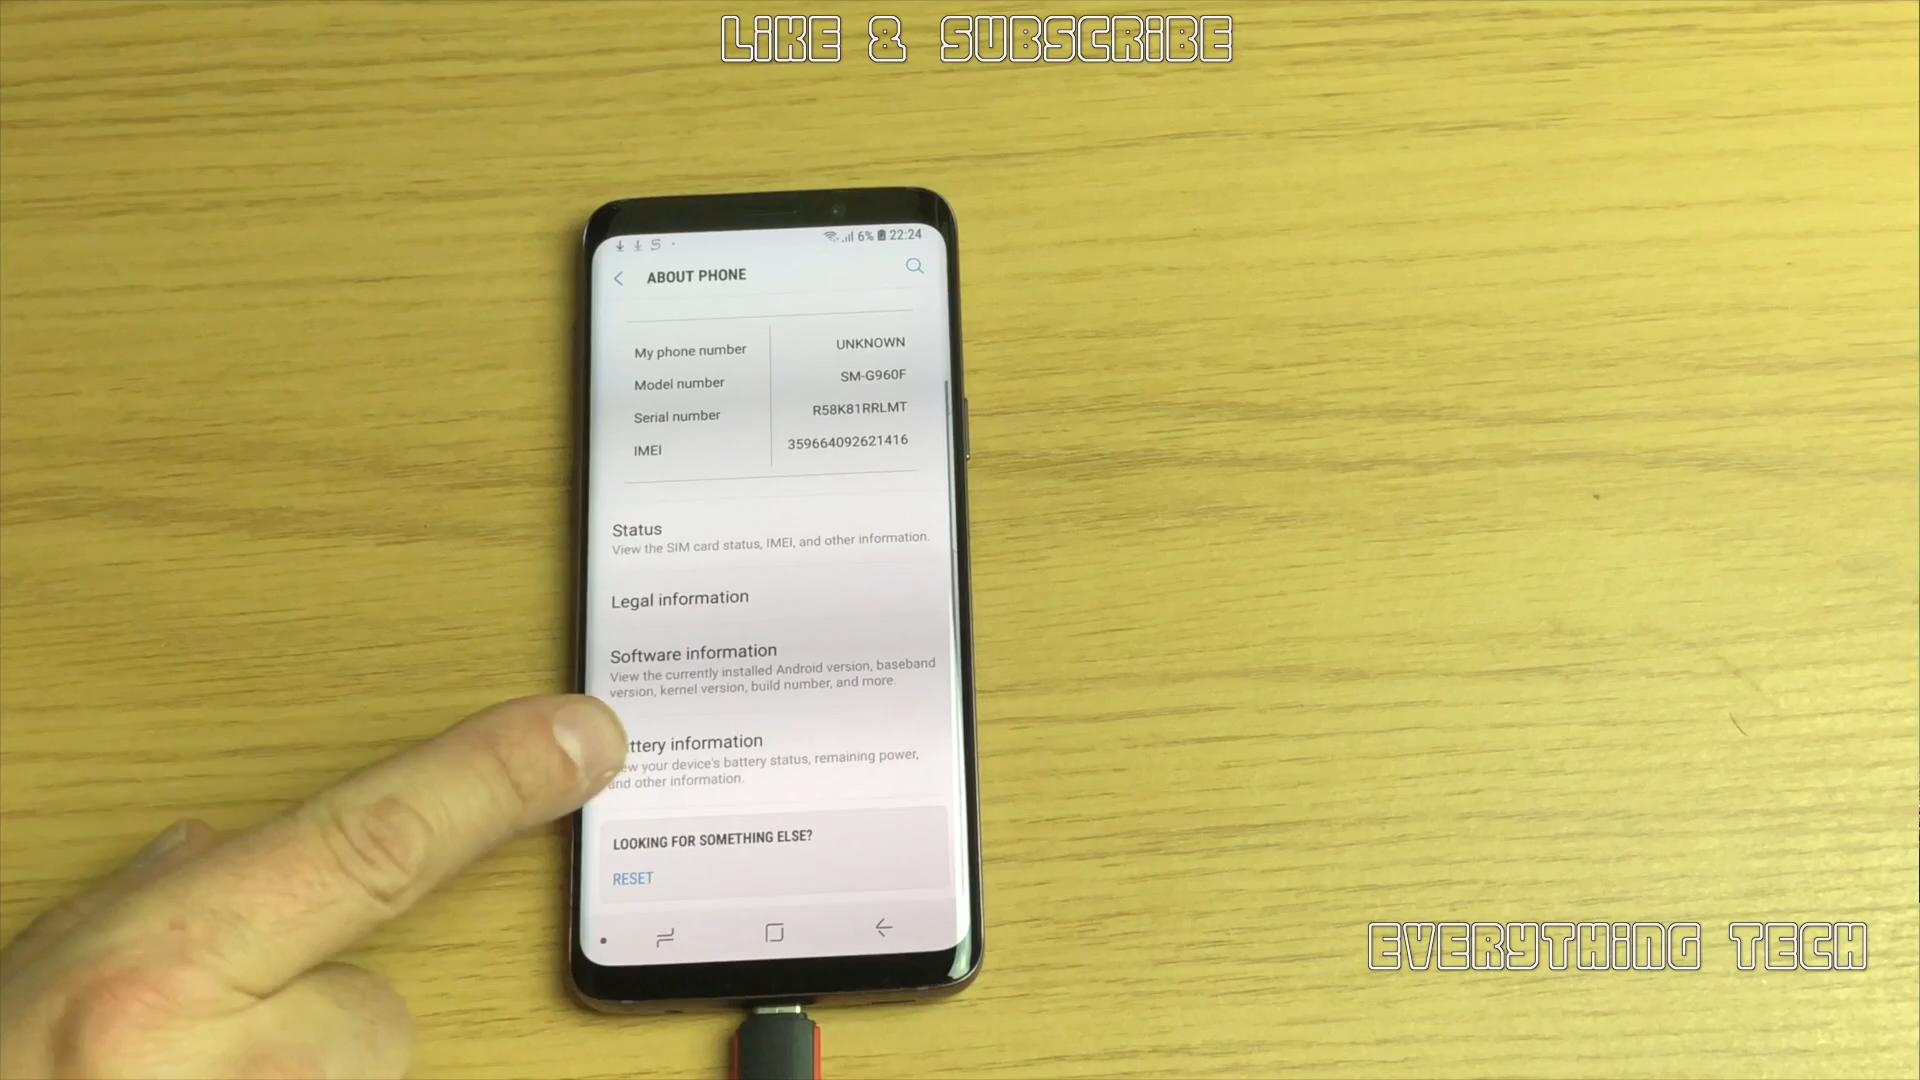 LIKE & SUBSCRIBE
S 6% 22:24
ABOUT PHONE
My phone number UNKNOWN
Model number SM-G960F
Serial number R58K81RRLMT
IMEI 359664092621416
Status
View the SIM card status, IMEI, and other information.
Legal information
Software information
View the currently installed Android version, baseband
version, kernel version, build number, and more.
ttery information
ew your device's battery status, remaining power,
and other information.
LOOKING FOR SOMETHING ELSE?
RESET
EVERYTHING TECH